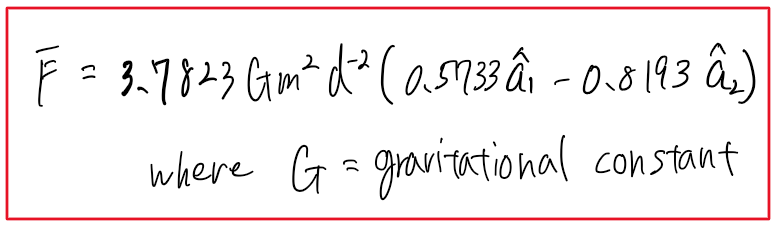 F̄ = 3.7823 Gm² d⁻² (0.5733 â₁ - 0.8193 â₂)
where G = gravitational constant